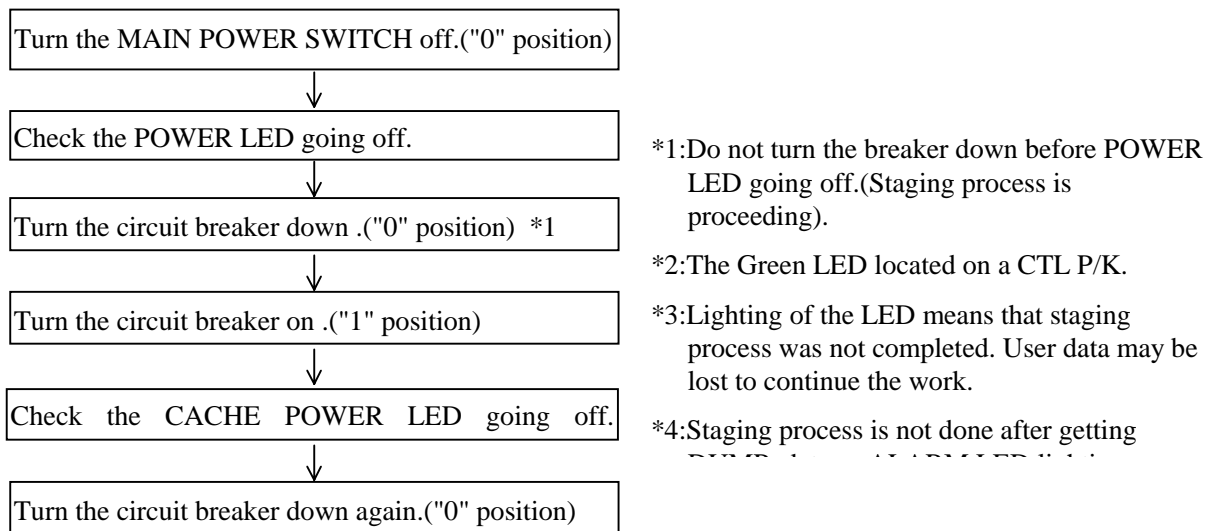 Turn the MAIN POWER SWITCH off.("0" position)
Check the POWER LED going off.
Turn the circuit breaker down .("0" position) *1
Turn the circuit breaker on .("1" position)
Check the CACHE POWER LED going off.
Turn the circuit breaker down again.("0" position)
*1:Do not turn the breaker down before POWER
LED going off.(Staging process is
proceeding).
*2:The Green LED located on a CTL P/K.
*3:Lighting of the LED means that staging
process was not completed. User data may be
lost to continue the work.
*4:Staging process is not done after getting